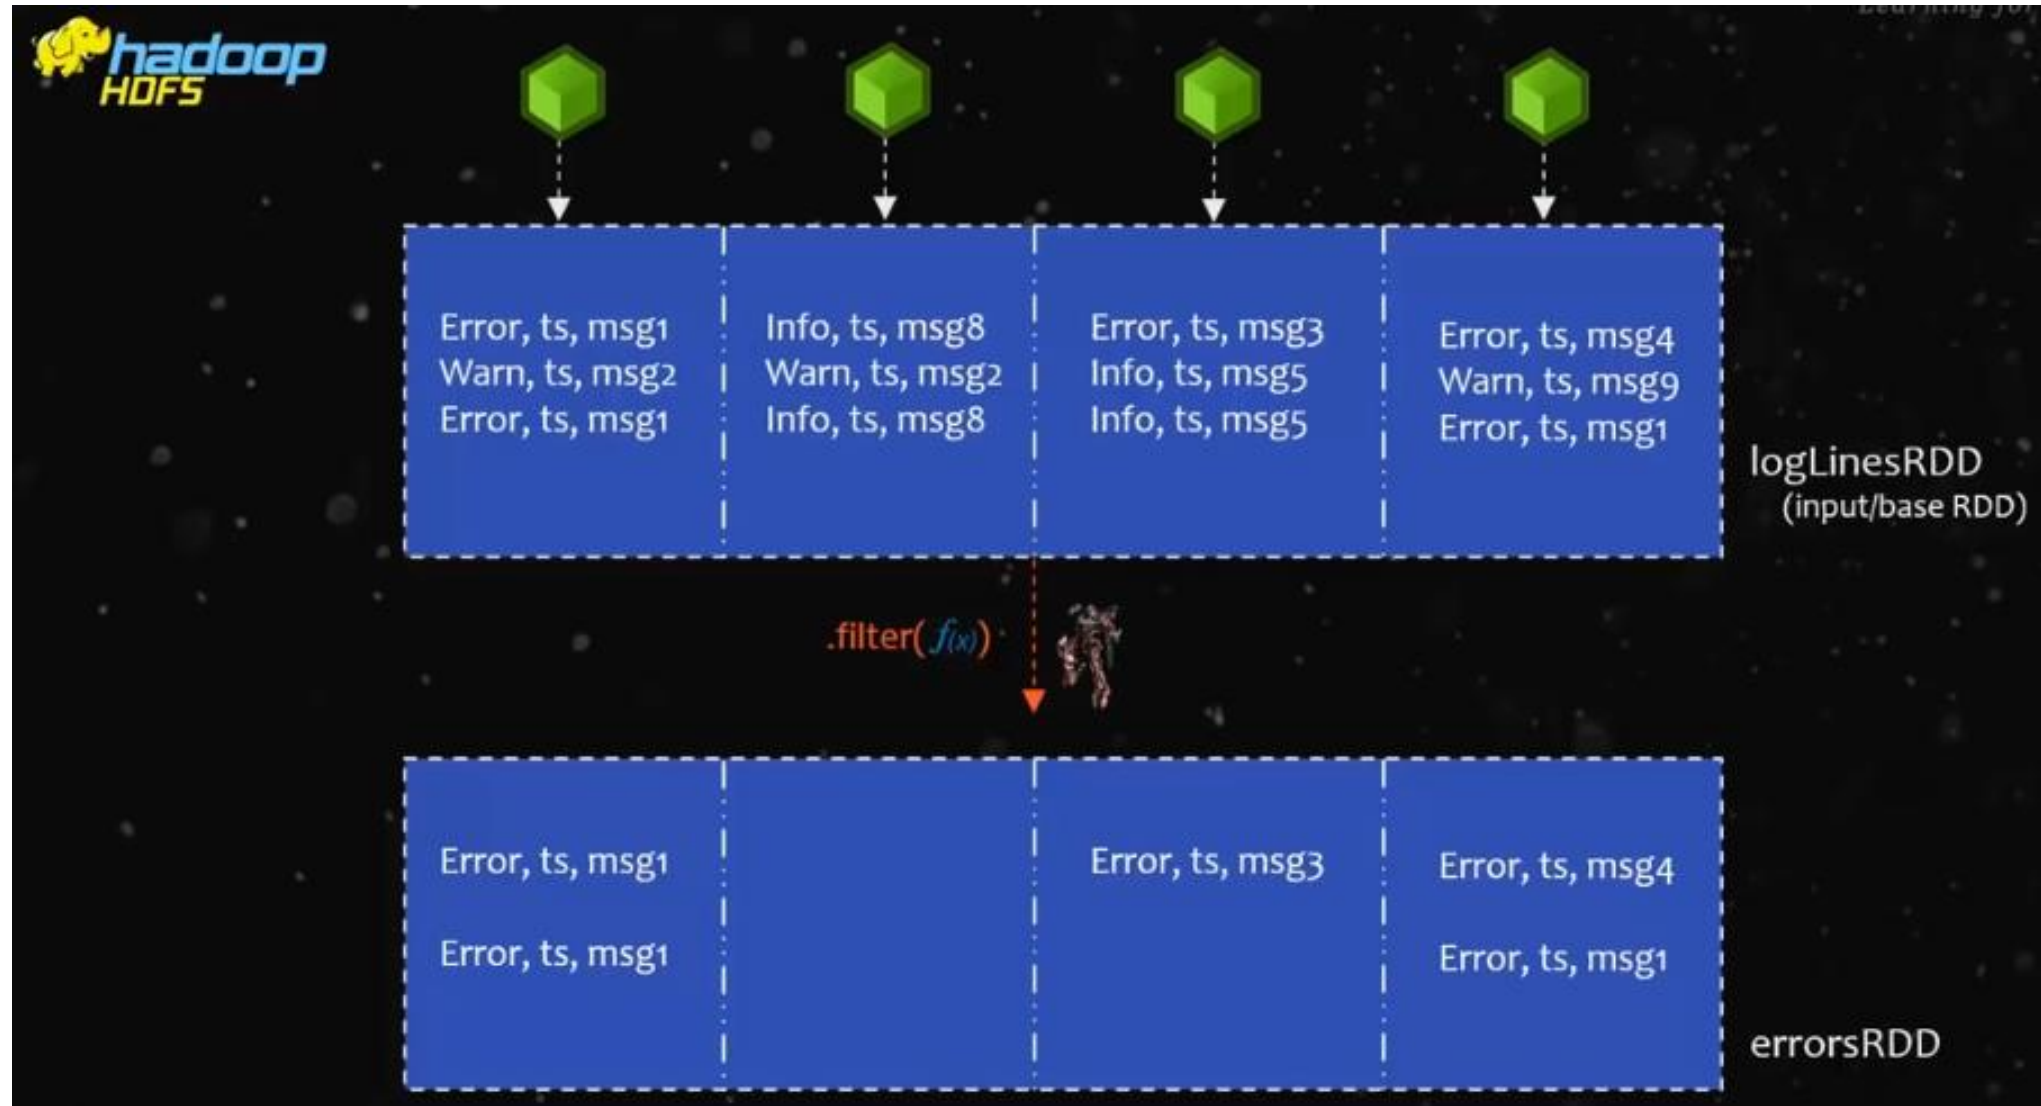 Learning for
hadoop
HDFS
Error, ts, msg1
Warn, ts, msg2
Error, ts, msg1
Info, ts, msg8
Warn, ts, msg2
Info, ts, msg8
Error, ts, msg3
Info, ts, msg5
Info, ts, msg5
Error, ts, msg4
Warn, ts, msg9
Error, ts, msg1
logLinesRDD
(input/base RDD)
.filter( f(x))
Error, ts, msg1
Error, ts, msg1
Error, ts, msg3
Error, ts, msg4
Error, ts, msg1
errorsRDD